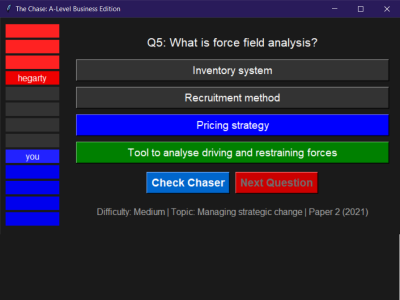 The Chase: A-Level Business Edition
Q5: What is force field analysis?
Inventory system
hegarty
Recruitment method
Pricing strategy
you
Tool to analyse driving and restraining forces
Check Chaser
Next Question
Difficulty: Medium | Topic: Managing strategic change | Paper 2 (2021)